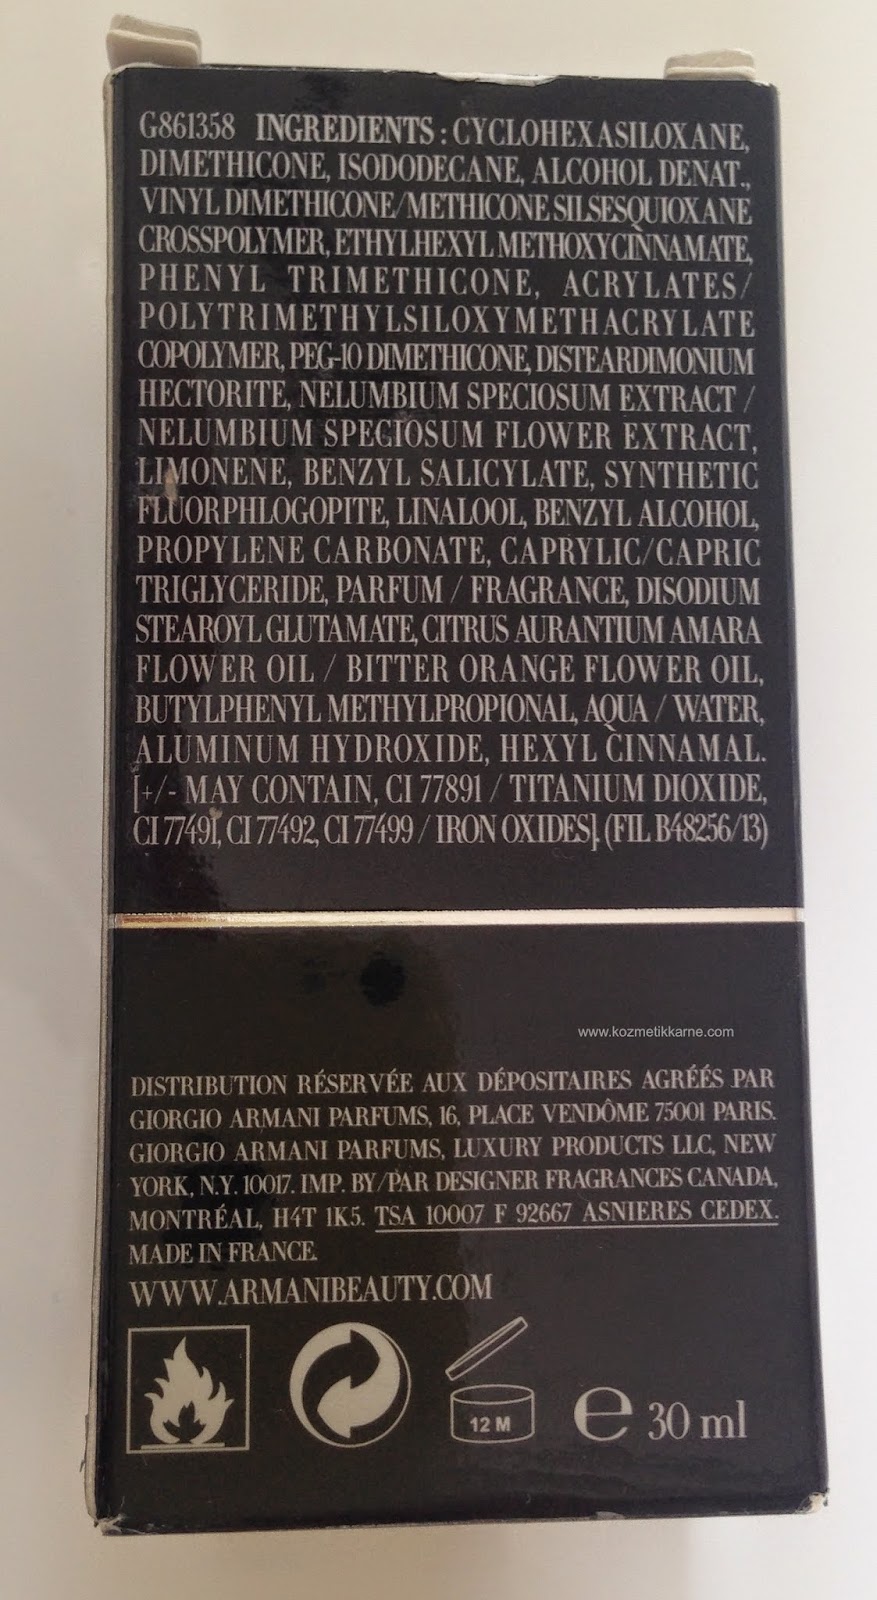 G861358 INGREDIENTS : CYCLOHEXASILOXANE,
DIMETHICONE, ISODODECANE, ALCOHOL DENAT.,
VINYL DIMETHICONE/METHICONE SILSESQUIOXANE
CROSSPOLYMER, ETHYLHEXYL METHOXYCINNAMATE,
PHENYL TRIMETHICONE, ACRYLATES/
POLYTRIMETHYLSILOXYMETHACRYLATE
COPOLYMER, PEG-10 DIMETHICONE, DISTEARDIMONIUM
HECTORITE, NELUMBIUM SPECIOSUM EXTRACT /
NELUMBIUM SPECIOSUM FLOWER EXTRACT,
LIMONENE, BENZYL SALICYLATE, SYNTHETIC
FLUORPHLOGOPITE, LINALOOL, BENZYL ALCOHOL,
PROPYLENE CARBONATE, CAPRYLIC/CAPRIC
TRIGLYCERIDE, PARFUM / FRAGRANCE, DISODIUM
STEAROYL GLUTAMATE, CITRUS AURANTIUM AMARA
FLOWER OIL / BITTER ORANGE FLOWER OIL,
BUTYLPHENYL METHYLPROPIONAL, AQUA / WATER,
ALUMINUM HYDROXIDE, HEXYL CINNAMAL.
[+/- MAY CONTAIN, CI 77891 / TITANIUM DIOXIDE,
CI 77491, CI 77492, CI 77499 / IRON OXIDES]. (FIL B48256/13)
www.kozmetikkarne.com
DISTRIBUTION RÉSERVÉE AUX DÉPOSITAIRES AGRÉÉS PAR
GIORGIO ARMANI PARFUMS, 16, PLACE VENDÔME 75001 PARIS.
GIORGIO ARMANI PARFUMS, LUXURY PRODUCTS LLC, NEW
YORK, N.Y. 10017. IMP. BY/PAR DESIGNER FRAGRANCES CANADA,
MONTRÉAL, H4T 1K5. TSA 10007 F 92667 ASNIERES CEDEX.
MADE IN FRANCE.
WWW.ARMANIBEAUTY.COM
12 M
e 30 ml